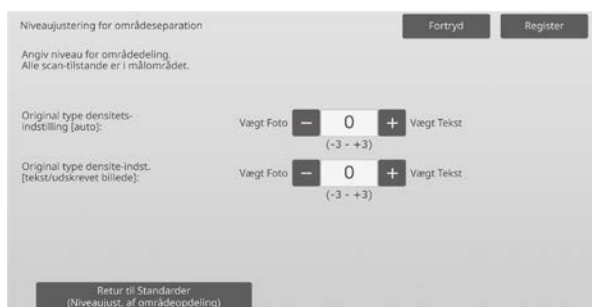 Niveaujustering for områdeseparation
Fortryd
Register
Angiv niveau for områdedeling.
Alle scan-tilstande er i målområdet.
Original type densitets-
indstilling [auto]:
Vægt Foto − 0 + Vægt Tekst
(-3 - +3)
Original type densite-indst.
[tekst/udskrevet billede]:
Vægt Foto − 0 + Vægt Tekst
(-3 - +3)
Retur til Standarder
(Niveaujust. af områdeopdeling)